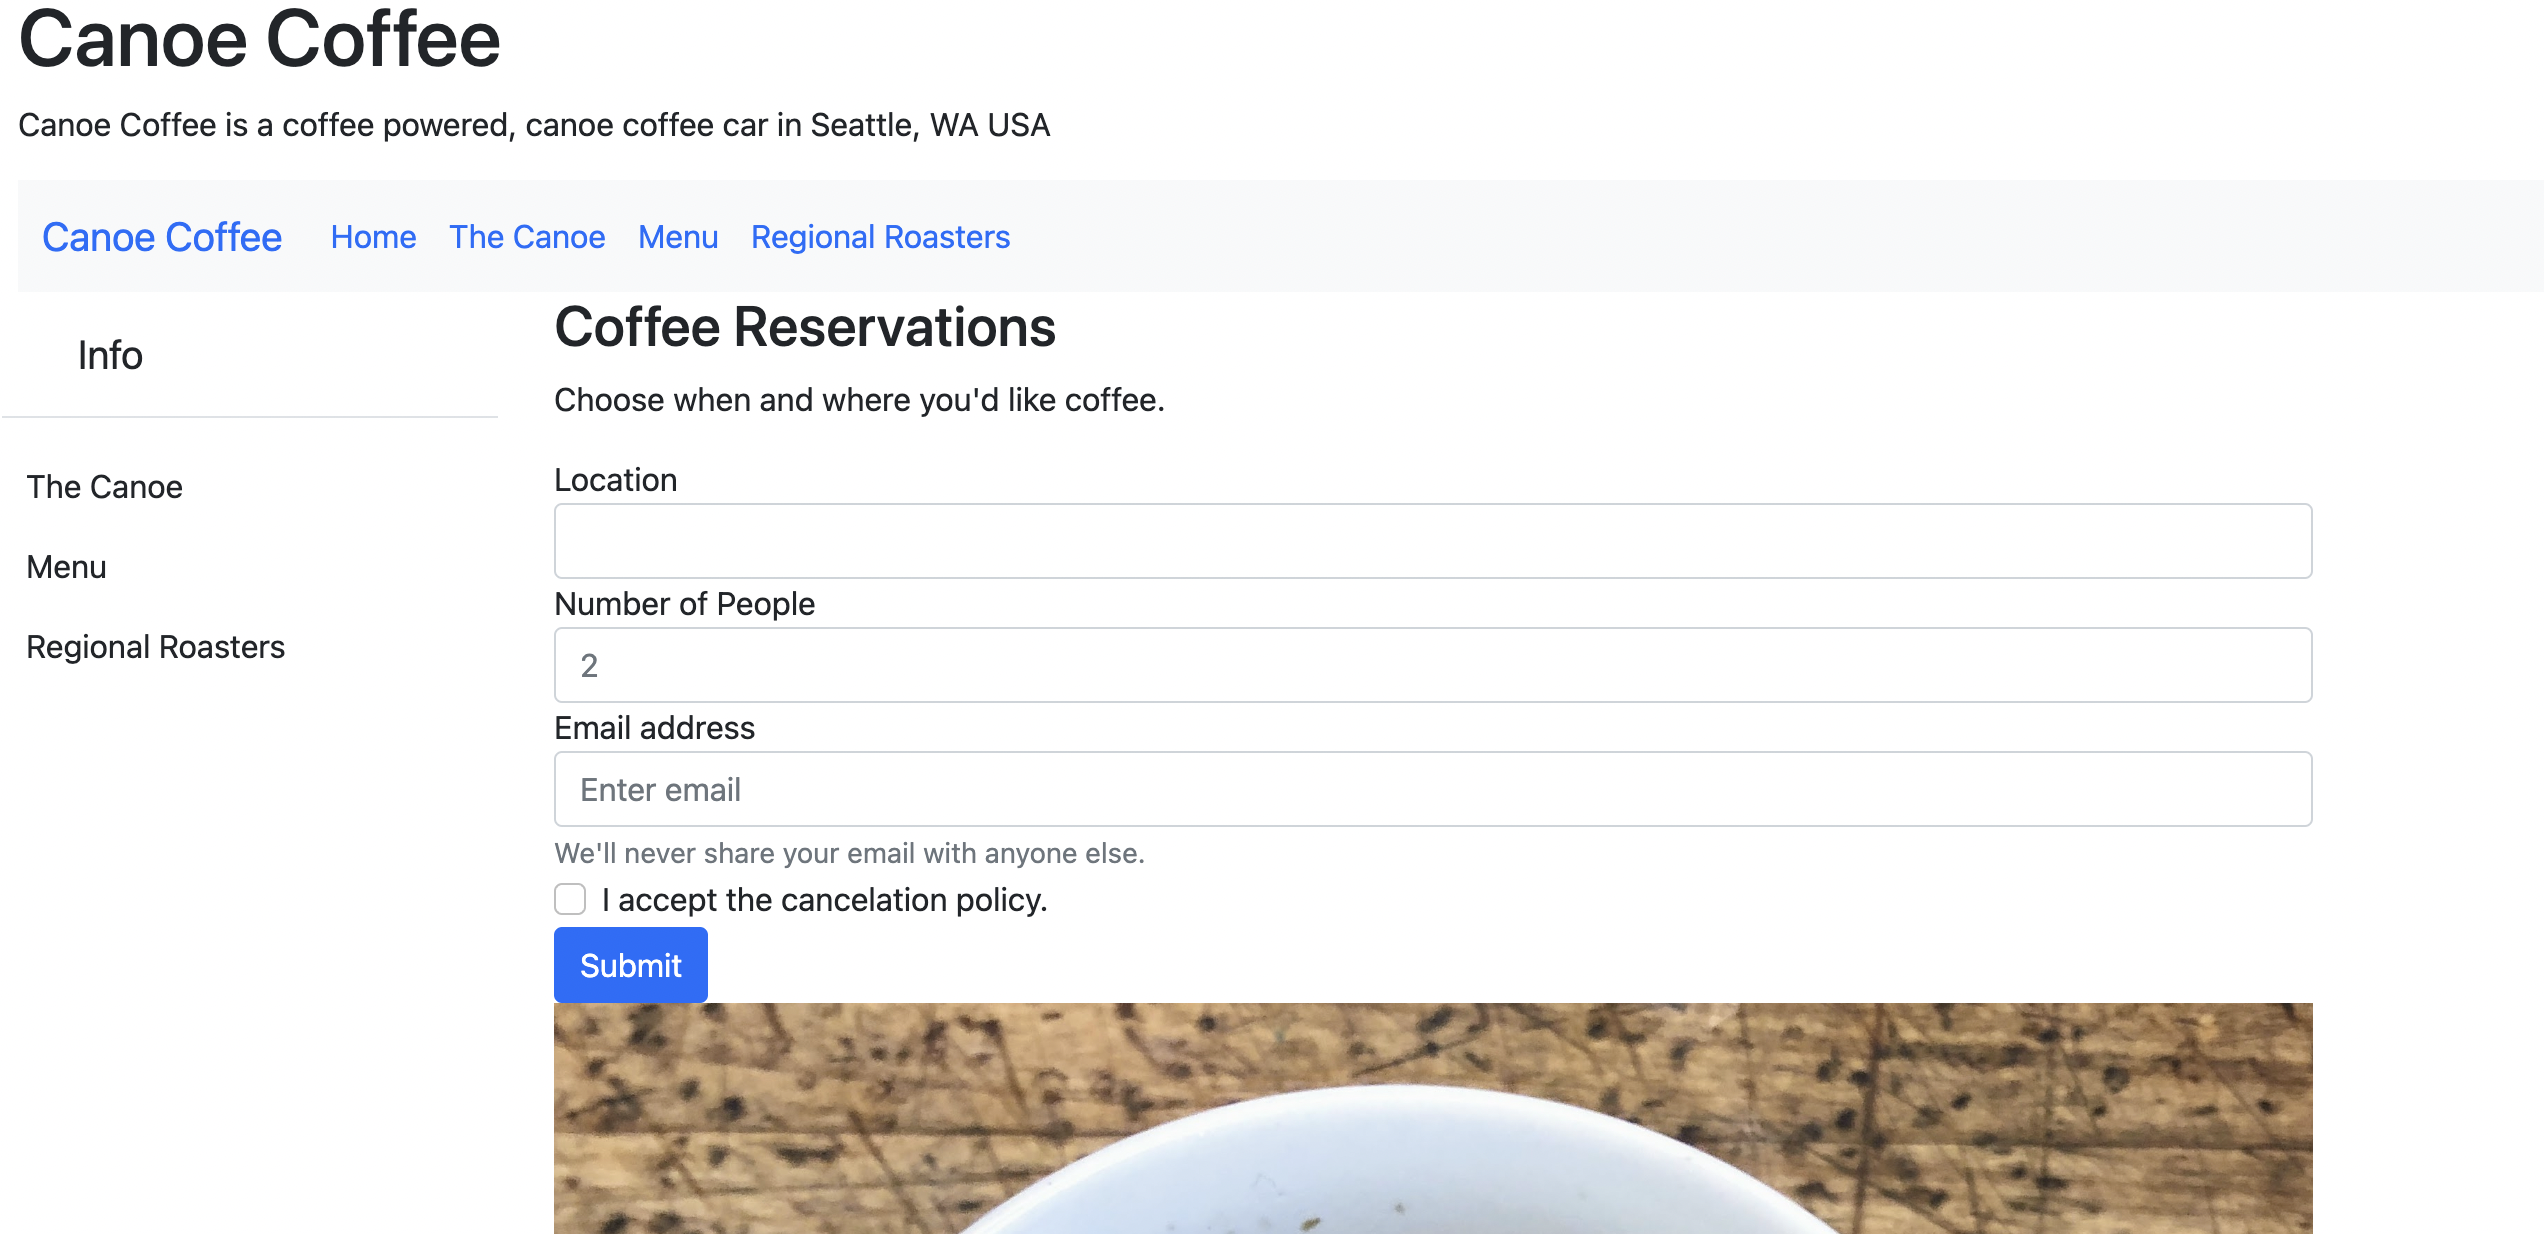 Canoe Coffee
Canoe Coffee is a coffee powered, canoe coffee car in Seattle, WA USA
Canoe Coffee Home The Canoe Menu Regional Roasters
Info
The Canoe
Menu
Regional Roasters
Coffee Reservations
Choose when and where you'd like coffee.
Location
Number of People
2
Email address
Enter email
We'll never share your email with anyone else.
I accept the cancelation policy.
Submit